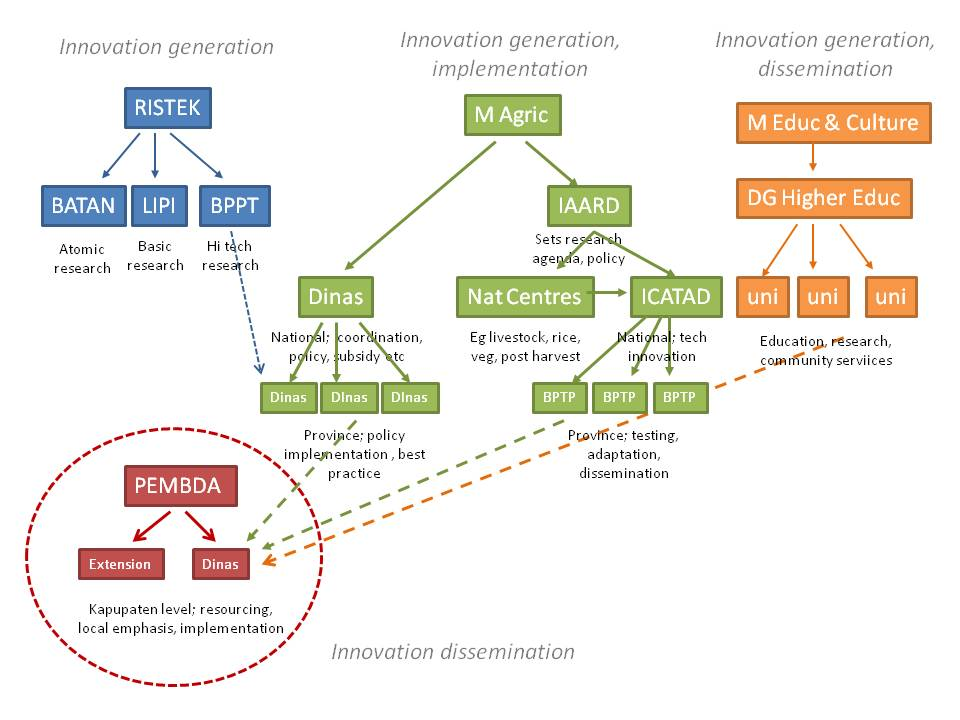 Innovation generation
Innovation generation,
implementation
Innovation generation,
dissemination
RISTEK
M Agric
M Educ & Culture
BATAN
LIPI
BPPT
IAARD
DG Higher Educ
Atomic
research
Basic
research
Hi tech
research
Sets research
agenda, policy
Dinas
Nat Centres
ICATAD
uni
uni
uni
National; coordination,
policy, subsidy etc
Eg livestock, rice,
veg, post harvest
National; tech
innovation
Education, research,
community serviices
Dinas
DInas
DInas
BPTP
BPTP
BPTP
Province; policy
implementation , best
practice
Province; testing,
adaptation,
dissemination
PEMBDA
Extension
Dinas
Kapupaten level; resourcing,
local emphasis, implementation
Innovation dissemination